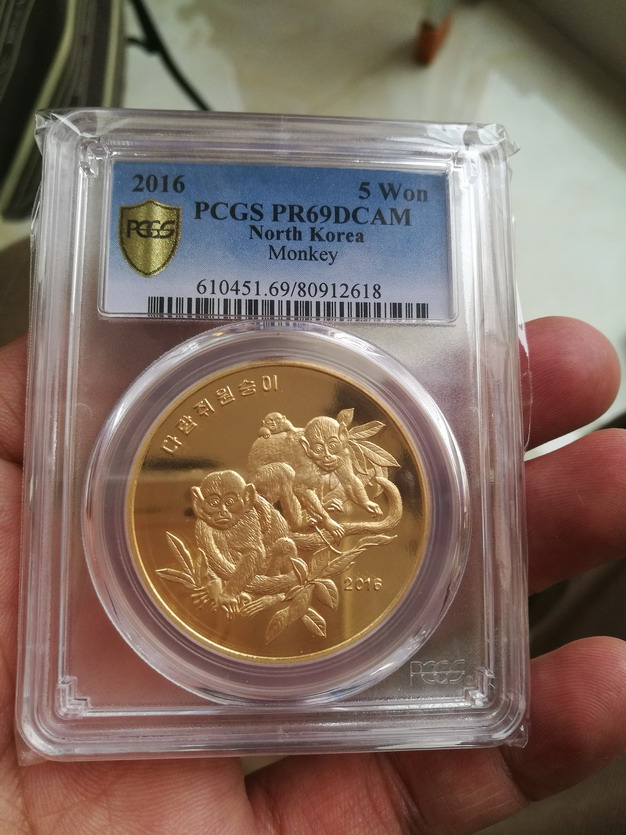 2016
5 Won
PCGS PR69DCAM
North Korea
Monkey
PCGS
610451.69/80912618
다람쥐원숭이
2016
PCGS